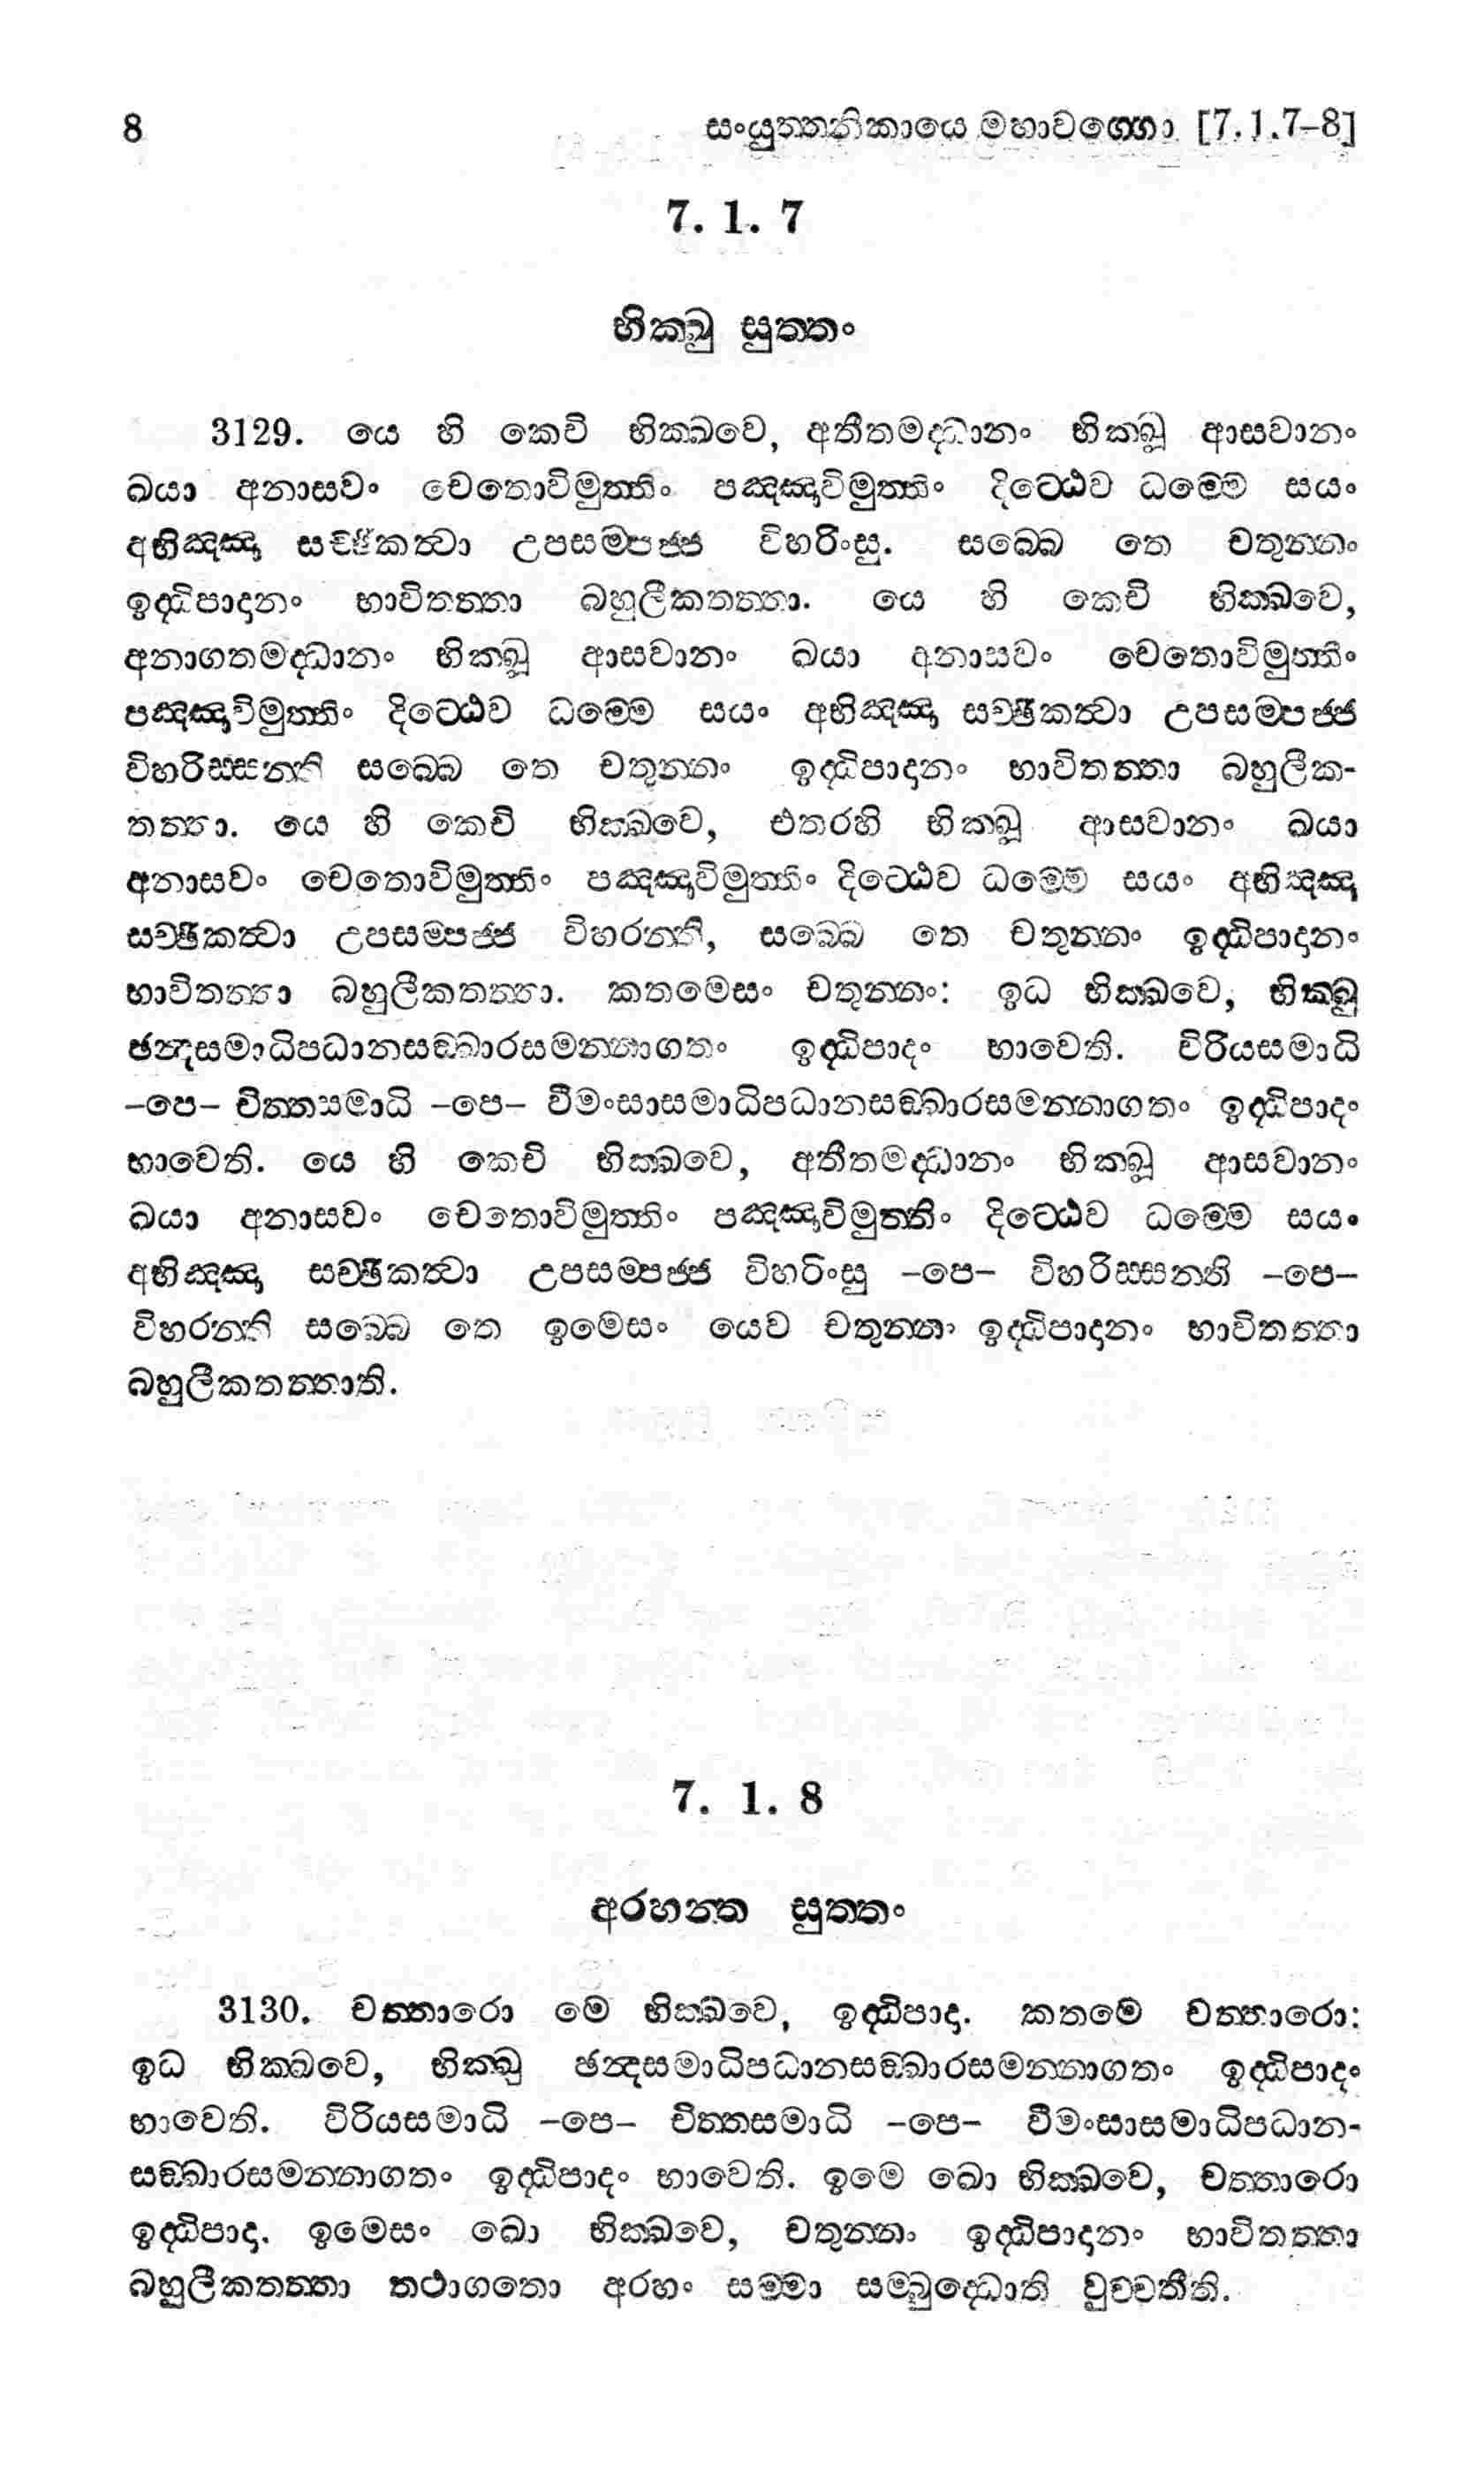 8 සංයුත්තනිකායෙ මහාවග්ගො [7.1.7–8]
7. 1. 7
භික්ඛු සුත්තං
3129. යෙ හි කෙචි භික්ඛවෙ, අතීතමද්ධානං භික්ඛූ ආසවානං
ඛයා අනාසවං චෙතොවිමුත්තිං පඤ්ඤාවිමුත්තිං දිට්ඨෙව ධම්මෙ සයං
අභිඤ්ඤා සච්ඡිකත්වා උපසම්පජ්ජ විහරිංසු. සබ්බෙ තෙ චතුන්නං
ඉද්ධිපාදානං භාවිතත්තා බහුලීකතත්තා. යෙ හි කෙචි භික්ඛවෙ,
අනාගතමද්ධානං භික්ඛූ ආසවානං ඛයා අනාසවං චෙතොවිමුත්තිං
පඤ්ඤාවිමුත්තිං දිට්ඨෙව ධම්මෙ සයං අභිඤ්ඤා සච්ඡිකත්වා උපසම්පජ්ජ
විහරිස්සන්ති සබ්බෙ තෙ චතුන්නං ඉද්ධිපාදානං භාවිතත්තා බහුලීක-
තත්තා. යෙ හි කෙචි භික්ඛවෙ, එතරහි භික්ඛූ ආසවානං ඛයා
අනාසවං චෙතොවිමුත්තිං පඤ්ඤාවිමුත්තිං දිට්ඨෙව ධම්මෙ සයං අභිඤ්ඤා
සච්ඡිකත්වා උපසම්පජ්ජ විහරන්ති, සබ්බෙ තෙ චතුන්නං ඉද්ධිපාදානං
භාවිතත්තා බහුලීකතත්තා. කතමෙසං චතුන්නං: ඉධ භික්ඛවෙ, භික්ඛු
ඡන්දසමාධිපධානසඞ්ඛාරසමන්නාගතං ඉද්ධිපාදං භාවෙති. විරියසමාධි
–පෙ– චිත්තසමාධි –පෙ– වීමංසාසමාධිපධානසඞ්ඛාරසමන්නාගතං ඉද්ධිපාදං
භාවෙති. යෙ හි කෙචි භික්ඛවෙ, අතීතමද්ධානං භික්ඛූ ආසවානං
ඛයා අනාසවං චෙතොවිමුත්තිං පඤ්ඤාවිමුත්තිං දිට්ඨෙව ධම්මෙ සයං
අභිඤ්ඤා සච්ඡිකත්වා උපසම්පජ්ජ විහරිංසු –පෙ– විහරිස්සන්ති –පෙ–
විහරන්ති සබ්බෙ තෙ ඉමෙසං යෙව චතුන්නං ඉද්ධිපාදානං භාවිතත්තා
බහුලීකතත්තාති.
7. 1. 8
අරහන්ත සුත්තං
3130. චත්තාරො මෙ භික්ඛවෙ, ඉද්ධිපාදා. කතමෙ චත්තාරො:
ඉධ භික්ඛවෙ, භික්ඛු ඡන්දසමාධිපධානසඞ්ඛාරසමන්නාගතං ඉද්ධිපාදං
භාවෙති. විරියසමාධි –පෙ– චිත්තසමාධි –පෙ– වීමංසාසමාධිපධාන-
සඞ්ඛාරසමන්නාගතං ඉද්ධිපාදං භාවෙති. ඉමෙ ඛො භික්ඛවෙ, චත්තාරො
ඉද්ධිපාදා. ඉමෙසං ඛො භික්ඛවෙ, චතුන්නං ඉද්ධිපාදානං භාවිතත්තා
බහුලීකතත්තා තථාගතො අරහං සම්මා සම්බුද්ධොති වුච්චතීති.